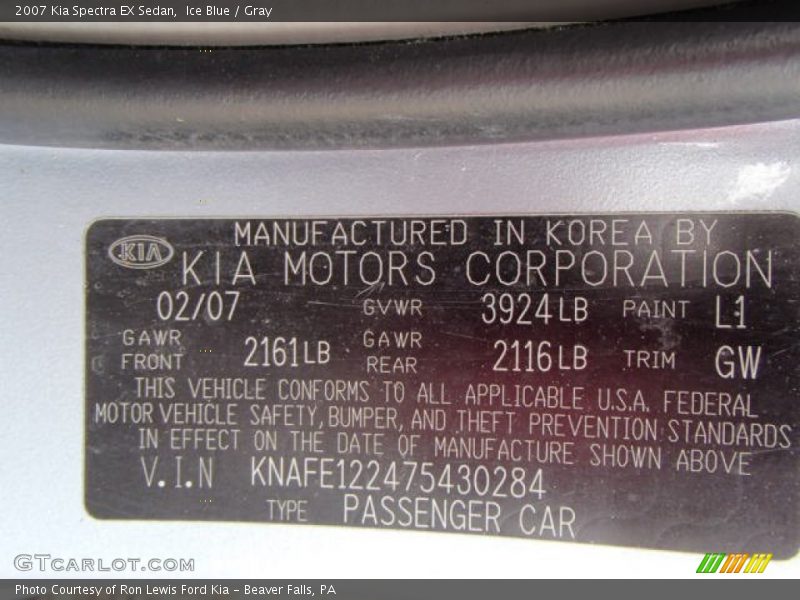 2007 Kia Spectra EX Sedan,  Ice Blue / Gray
KIA
MANUFACTURED IN KOREA BY
KIA MOTORS CORPORATION
02/07 GVWR 3924LB PAINT L1
GAWR FRONT 2161LB GAWR REAR 2116LB TRIM GW
THIS VEHICLE CONFORMS TO ALL APPLICABLE U.S.A. FEDERAL
MOTOR VEHICLE SAFETY, BUMPER, AND THEFT PREVENTION STANDARDS
IN EFFECT ON THE DATE OF MANUFACTURE SHOWN ABOVE
V.I.N KNAFE122475430284
TYPE PASSENGER CAR
GTCARLOT.COM
Photo Courtesy of Ron Lewis Ford Kia - Beaver Falls, PA